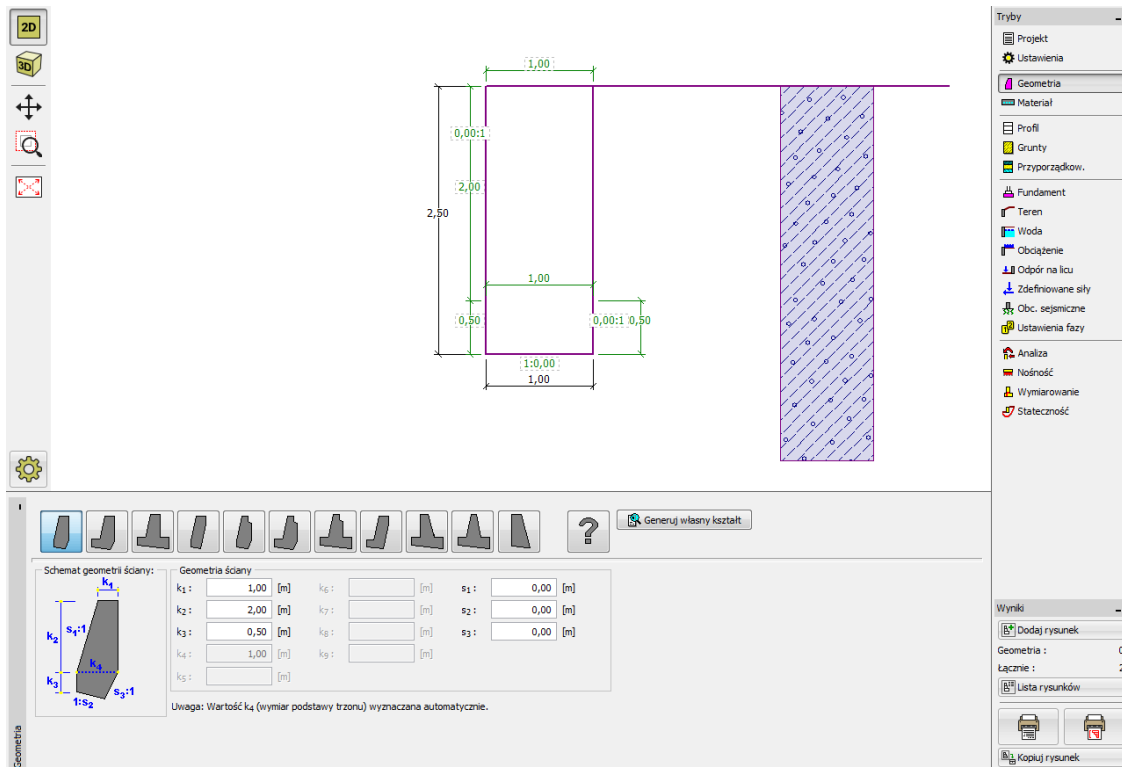 2D
3D
1,00
0,00:1
2,00
2,50
1,00
0,50
0,00:1
0,50
1:0,00
1,00
Tryby
Projekt
Ustawienia
Geometria
Materiał
Profil
Grunty
Przyporządkow.
Fundament
Teren
Woda
Obciążenie
Odpór na licu
Zdefiniowane siły
Obc. sejsmiczne
Ustawienia fazy
Analiza
Nośność
Wymiarowanie
Stateczność
Geometria
?
Generuj własny kształt
Schemat geometrii ściany:
k1
k2
s1:1
k4
k3
s3:1
1:s2
Geometria ściany
k1 : 1,00 [m] k6 : [m] s1 : 0,00 [m]
k2 : 2,00 [m] k7 : [m] s2 : 0,00 [m]
k3 : 0,50 [m] k8 : [m] s3 : 0,00 [m]
k4 : 1,00 [m] k9 : [m]
k5 : [m]
Uwaga: Wartość k4 (wymiar podstawy trzonu) wyznaczana automatycznie.
Wyniki
Dodaj rysunek
Geometria :
Łącznie :
Lista rysunków
Kopiuj rysunek